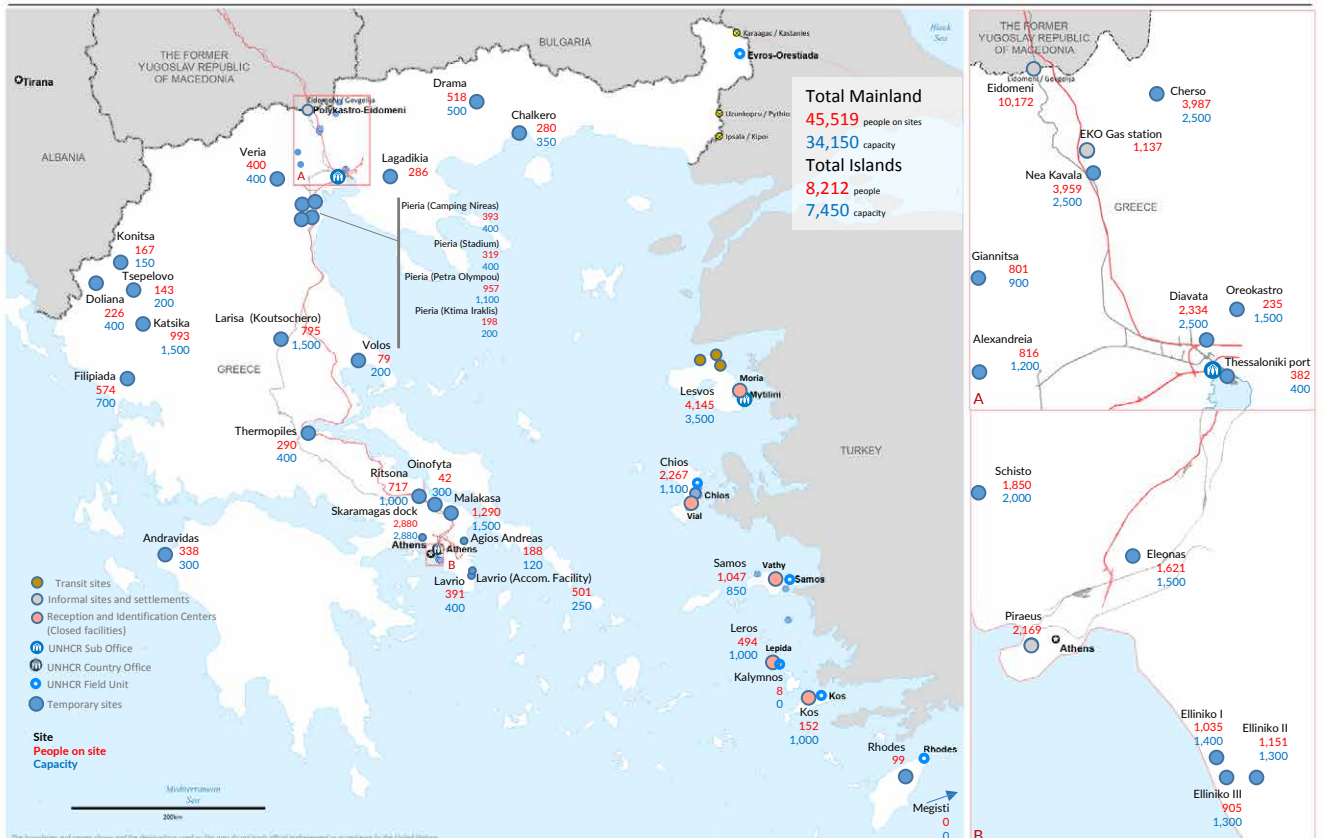 Karaagac / Kastanies
Evros-Orestiada
Black
Sea
BULGARIA
THE FORMER
YUGOSLAV REPUBLIC
OF MACEDONIA
Tirana
ALBANIA
Uzunkopru / Pythio
Ipsala / Kipoi
Total Mainland
45,519 people on sites
34,150 capacity
Total Islands
8,212 people
7,450 capacity
Drama
518
500
Chalkero
280
350
Eidomeni / Gevgelija
Polykastro-Eidomeni
Veria
400
400
A
Lagadikia
286
Pieria (Camping Nireas)
393
400
Pieria (Stadium)
319
400
Pieria (Petra Olympou)
957
1,100
Pieria (Ktima Iraklis)
198
200
Konitsa
167
150
Tsepelovo
143
200
Doliana
226
400
Katsika
993
1,500
Larisa (Koutsochero)
795
1,500
Volos
79
200
GREECE
Filipiada
574
700
Thermopiles
290
400
Ritsona
717
1,000
Oinofyta
42
300
Malakasa
1,290
1,500
Skaramagas dock
2,880
2,880
Athens
Athens
B
Agios Andreas
188
120
Lavrio
391
400
Lavrio (Accom. Facility)
501
250
Andravidas
338
300
Moria
Mytilini
Lesvos
4,145
3,500
TURKEY
Chios
2,267
1,100
Chios
Vial
Samos
1,047
850
Vathy
Samos
Leros
494
1,000
Lepida
Kalymnos
8
0
Kos
Kos
152
1,000
Rhodes
99
Rhodes
Megisti
0
0
Transit sites
Informal sites and settlements
Reception and Identification Centers
(Closed facilities)
UNHCR Sub Office
UNHCR Country Office
UNHCR Field Unit
Temporary sites
Site
People on site
Capacity
Mediterranean
Sea
200km
THE FORMER
YUGOSLAV REPUBLIC
OF MACEDONIA
Eidomeni / Gevgelija
Eidomeni
10,172
Cherso
3,987
2,500
EKO Gas station
1,137
Nea Kavala
3,959
2,500
GREECE
Giannitsa
801
900
Diavata
2,334
2,500
Oreokastro
235
1,500
Alexandreia
816
1,200
Thessaloniki port
382
400
A
Schisto
1,850
2,000
Eleonas
1,621
1,500
Piraeus
2,169
Athens
Elliniko I
1,035
1,400
Elliniko II
1,151
1,300
Elliniko III
905
1,300
B